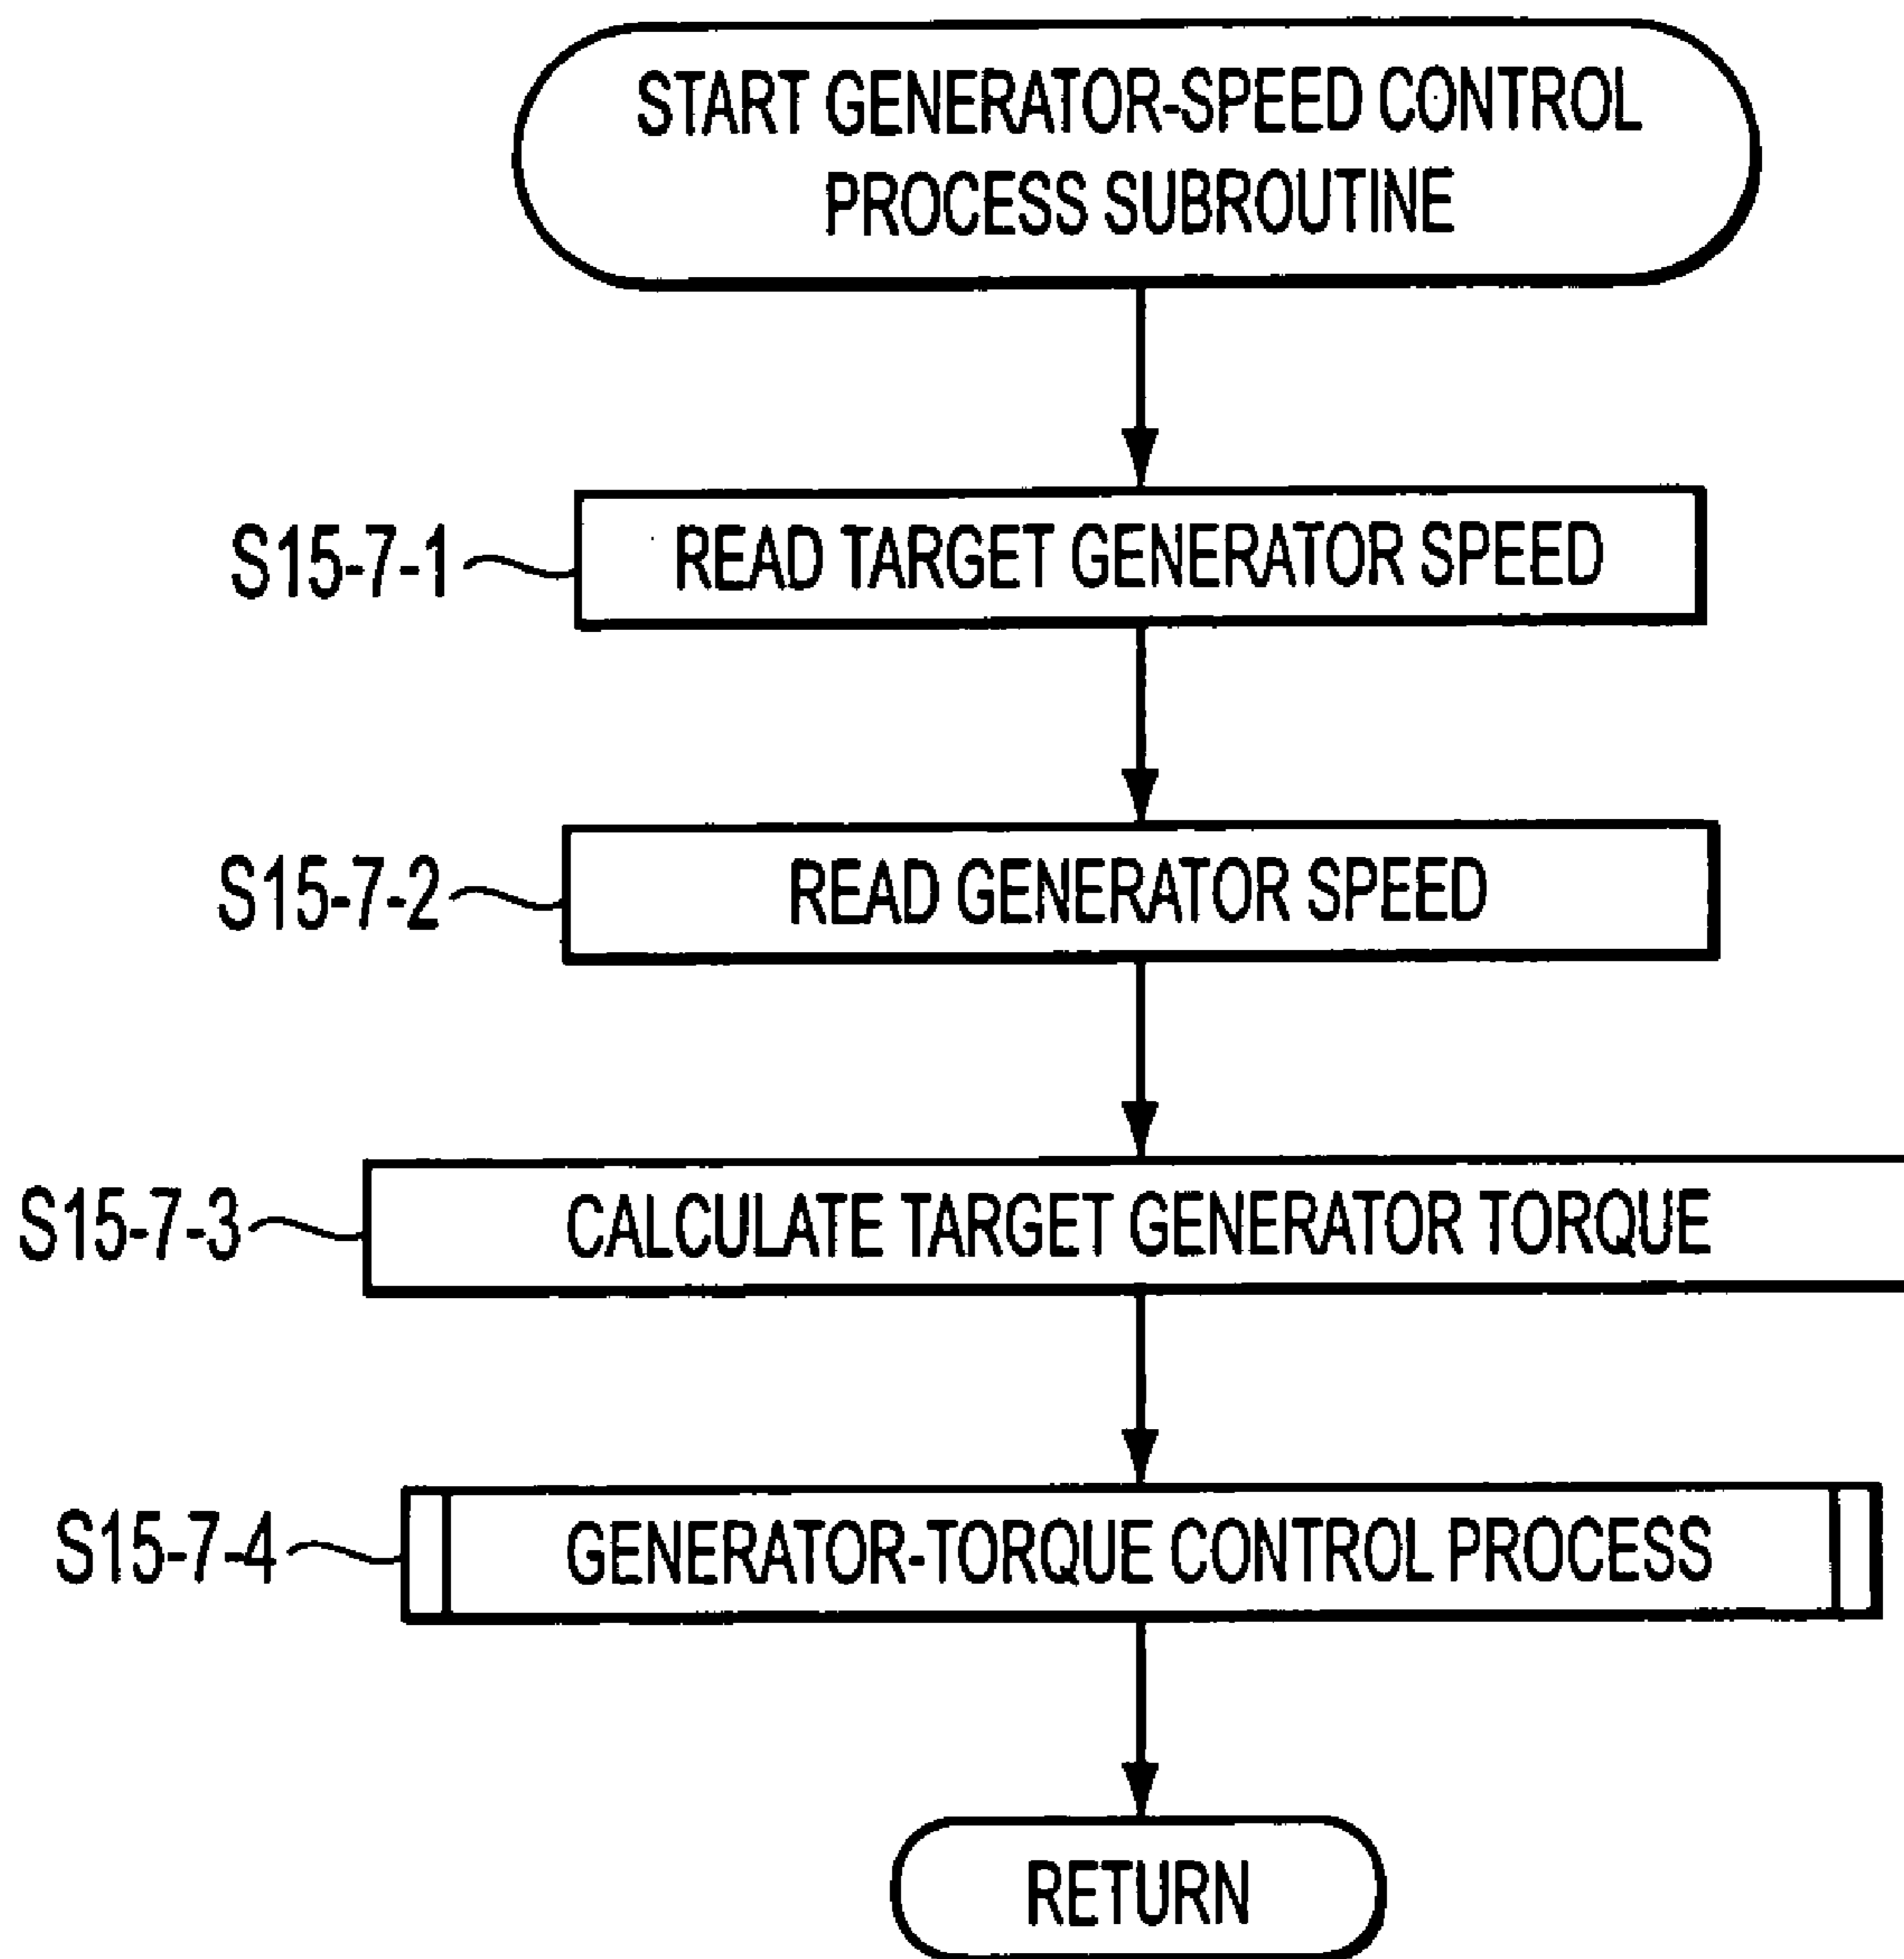 START GENERATOR-SPEED CONTROL
PROCESS SUBROUTINE
S15-7-1
READ TARGET GENERATOR SPEED
S15-7-2
READ GENERATOR SPEED
S15-7-3
CALCULATE TARGET GENERATOR TORQUE
S15-7-4
GENERATOR-TORQUE CONTROL PROCESS
RETURN